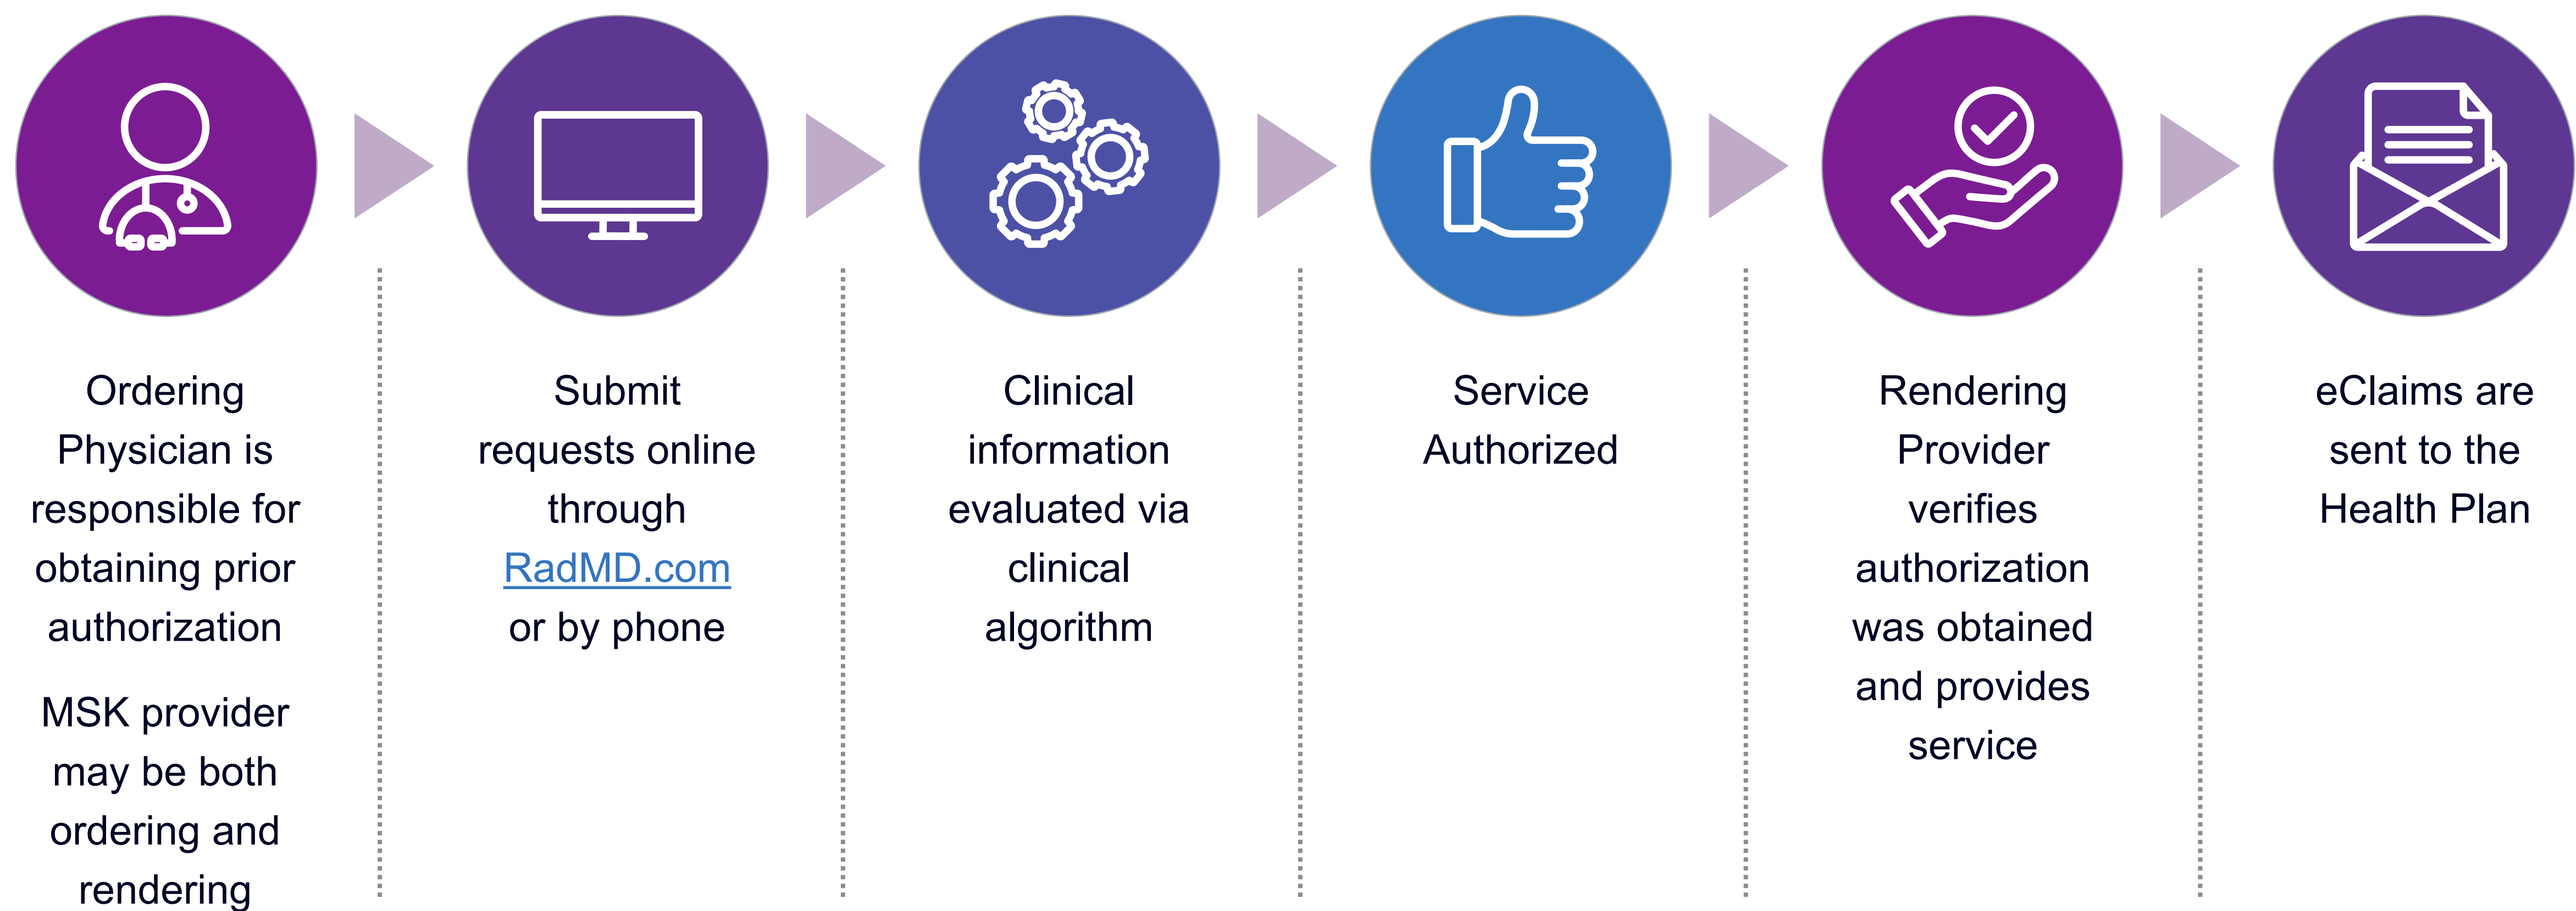 Ordering
Physician is
responsible for
obtaining prior
authorization
MSK provider
may be both
ordering and
rendering
Submit
requests online
through
RadMD.com
or by phone
Clinical
information
evaluated via
clinical
algorithm
Service
Authorized
Rendering
Provider
verifies
authorization
was obtained
and provides
service
eClaims are
sent to the
Health Plan